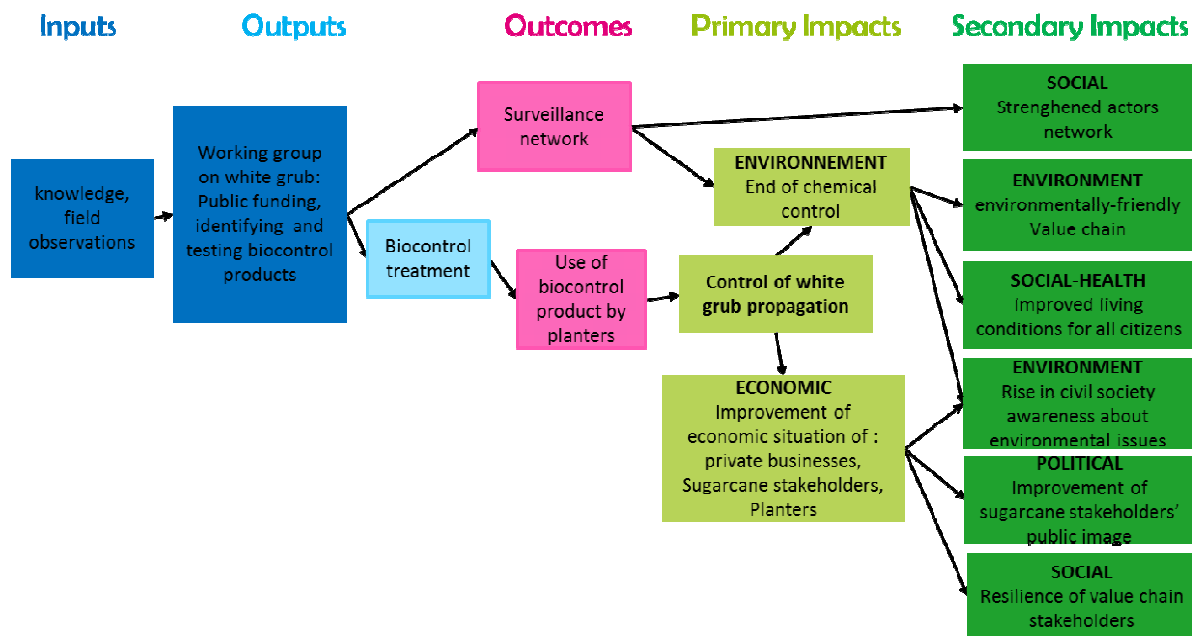 Inputs
Outputs
Outcomes
Primary Impacts
Secondary Impacts
knowledge,
field
observations
Working group
on white grub:
Public funding,
identifying and
testing biocontrol
products
Biocontrol
treatment
Surveillance
network
Use of
biocontrol
product by
planters
ENVIRONNEMENT
End of chemical
control
Control of white
grub propagation
ECONOMIC
Improvement of
economic situation of :
private businesses,
Sugarcane stakeholders,
Planters
SOCIAL
Strenghened actors
network
ENVIRONMENT
environmentally-friendly
Value chain
SOCIAL-HEALTH
Improved living
conditions for all citizens
ENVIRONMENT
Rise in civil society
awareness about
environmental issues
POLITICAL
Improvement of
sugarcane stakeholders’
public image
SOCIAL
Resilience of value chain
stakeholders